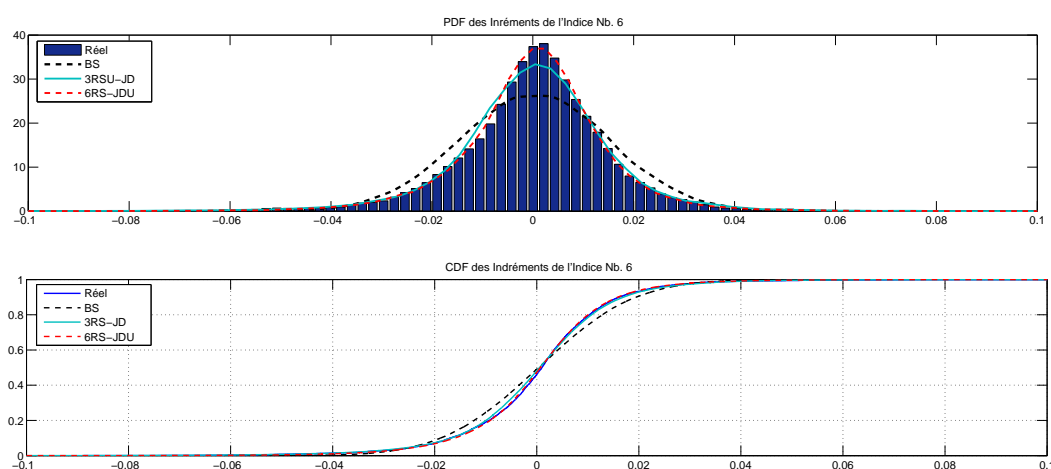 PDF des Inréments de l'Indice Nb. 6
40
30
20
10
0
Réel
BS
3RSU−JD
6RS−JDU
−0.1 −0.08 −0.06 −0.04 −0.02 0 0.02 0.04 0.06 0.08 0.1
CDF des Indréments de l'Indice Nb. 6
1
0.8
0.6
0.4
0.2
0
Réel
BS
3RS−JD
6RS−JDU
−0.1 −0.08 −0.06 −0.04 −0.02 0 0.02 0.04 0.06 0.08 0.1